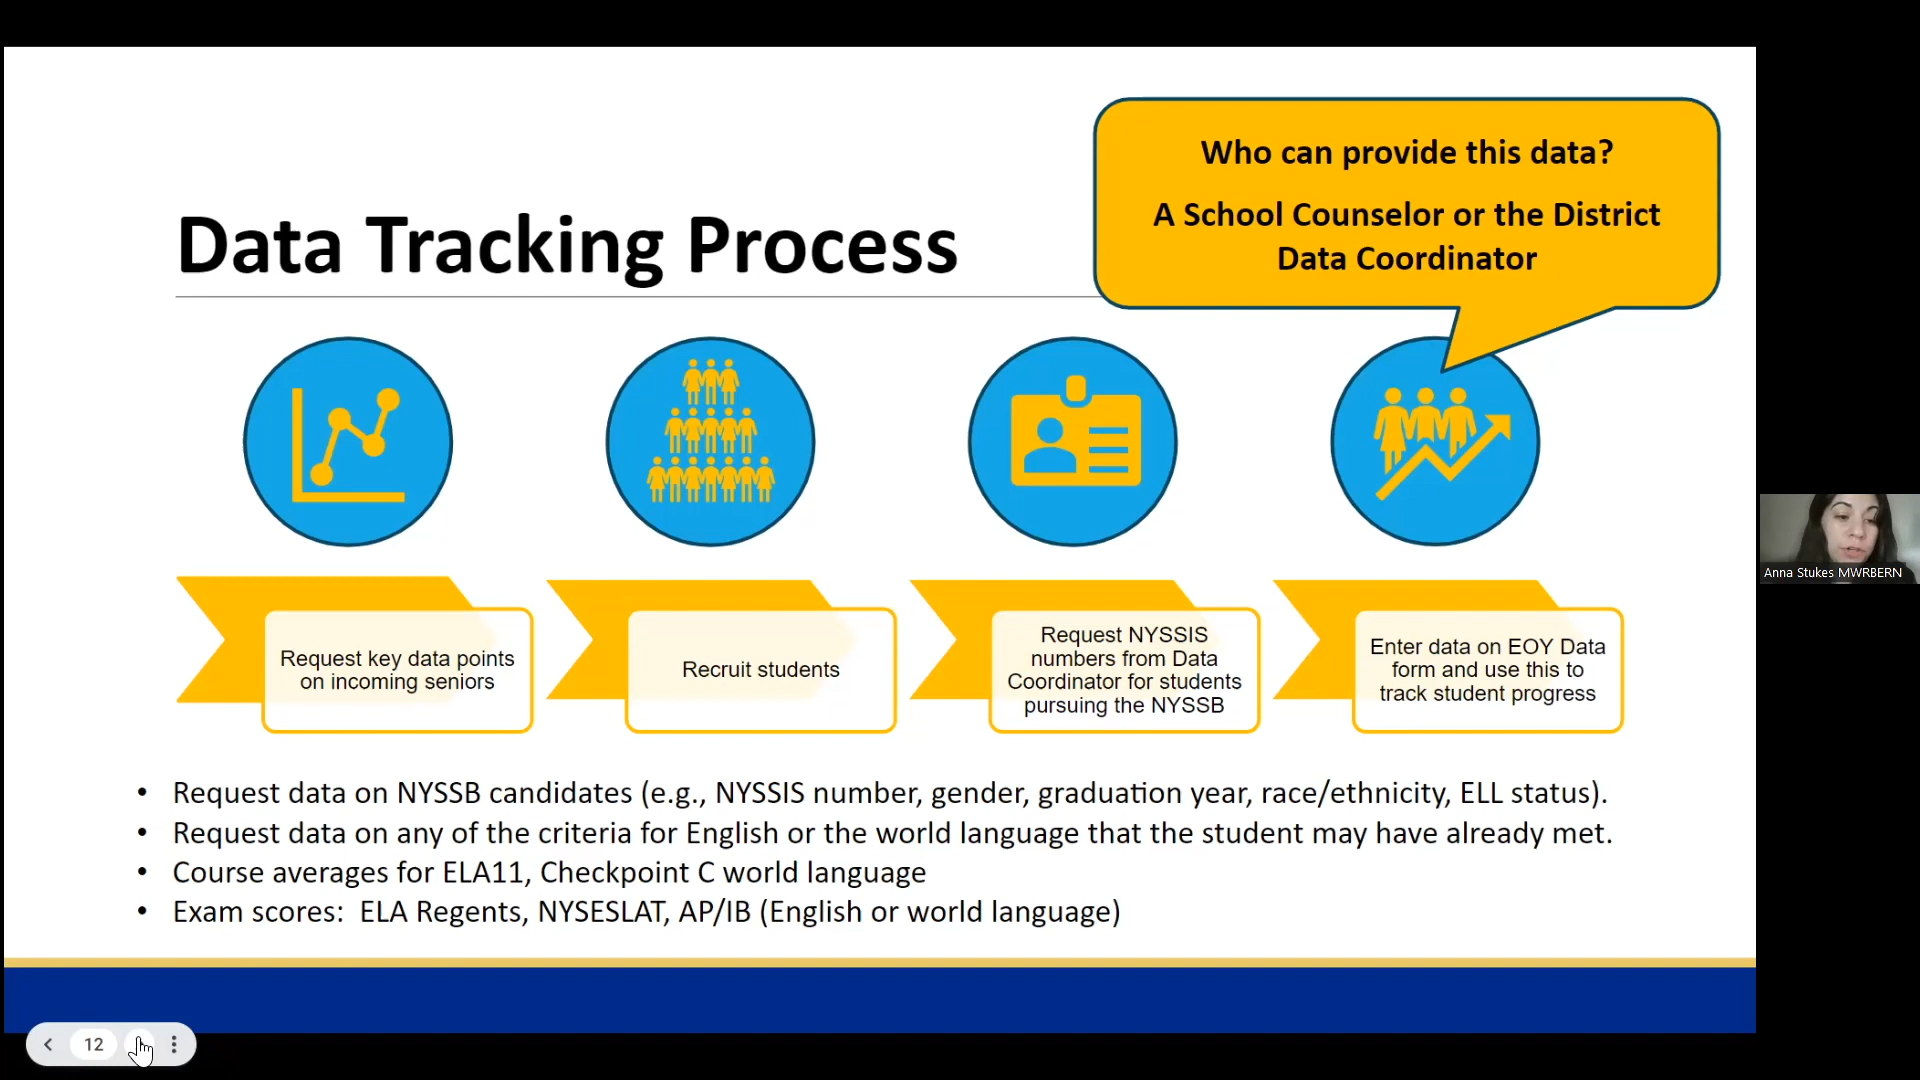 Who can provide this data?
A School Counselor or the District
Data Coordinator
Data Tracking Process
Request key data points
on incoming seniors
Recruit students
Request NYSSIS
numbers from Data
Coordinator for students
pursuing the NYSSB
Enter data on EOY Data
form and use this to
track student progress
• Request data on NYSSB candidates (e.g., NYSSIS number, gender, graduation year, race/ethnicity, ELL status).
• Request data on any of the criteria for English or the world language that the student may have already met.
• Course averages for ELA11, Checkpoint C world language
• Exam scores:  ELA Regents, NYSESLAT, AP/IB (English or world language)
Anna Stukes MWRBERN
12